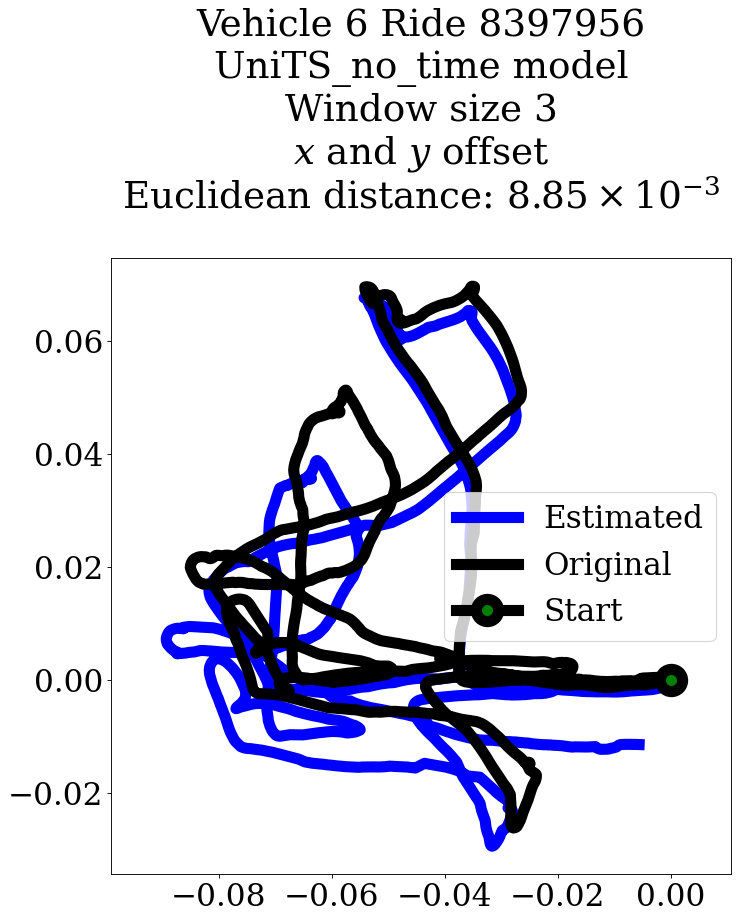 Vehicle 6 Ride 8397956
UniTS_no_time model
Window size 3
x and y offset
Euclidean distance: 8.85 × 10⁻³
0.06
0.04
0.02
0.00
−0.02
Estimated
Original
Start
−0.08 −0.06 −0.04 −0.02 0.00